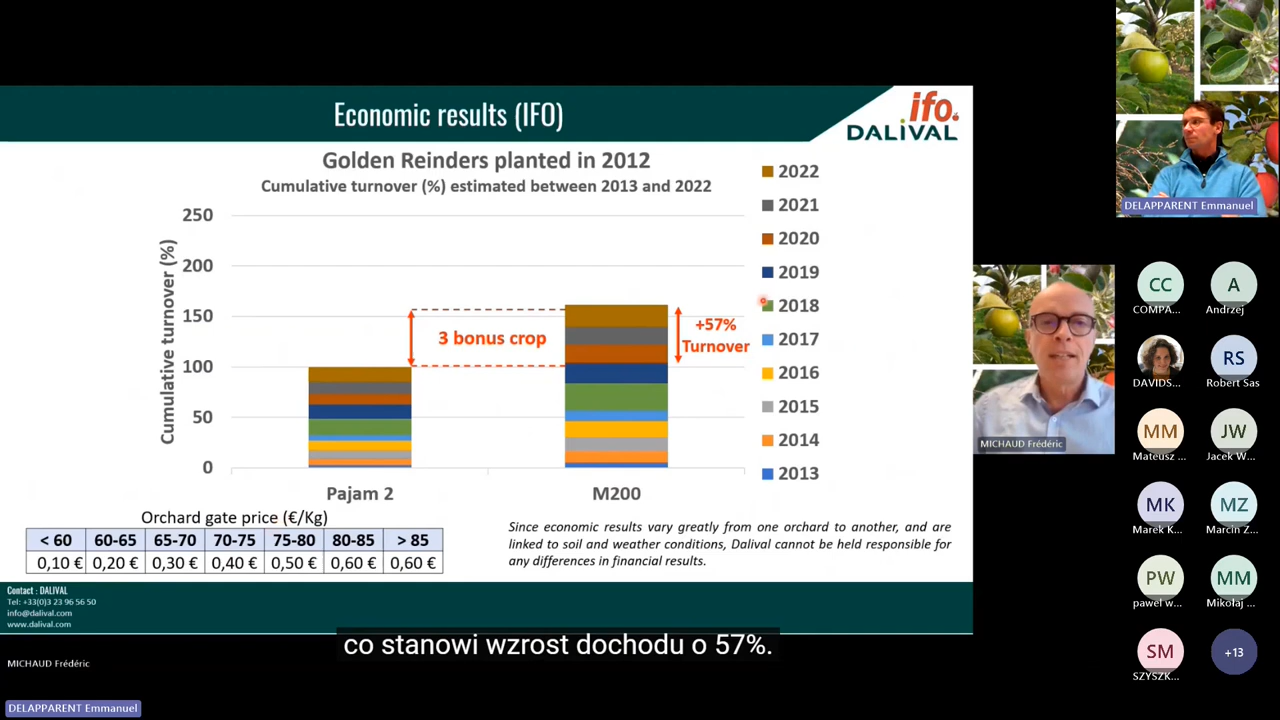 Economic results (IFO)
ifo.
DALIVAL
Golden Reinders planted in 2012
Cumulative turnover (%) estimated between 2013 and 2022
Cumulative turnover (%)
250
200
150
100
50
0
3 bonus crop
+57%
Turnover
Pajam 2
M200
2022
2021
2020
2019
2018
2017
2016
2015
2014
2013
Orchard gate price (€/Kg)
< 60 60-65 65-70 70-75 75-80 80-85 > 85
0,10 € 0,20 € 0,30 € 0,40 € 0,50 € 0,60 € 0,60 €
Since economic results vary greatly from one orchard to another, and are
linked to soil and weather conditions, Dalival cannot be held responsible for
any differences in financial results.
Contact : DALIVAL
Tel: +33(0)3 23 96 56 50
info@dalival.com
www.dalival.com
co stanowi wzrost dochodu o 57%.
MICHAUD Frédéric
DELAPPARENT Emmanuel
DELAPPARENT Emmanuel
MICHAUD Frédéric
CC
COMPA...
A
Andrzej
DAVIDS...
RS
Robert Sas
MM
Mateusz ...
JW
Jacek W...
MK
Marek K...
MZ
Marcin Z...
PW
pawel w...
MM
Mikołaj ...
SM
SZYSZK...
+13